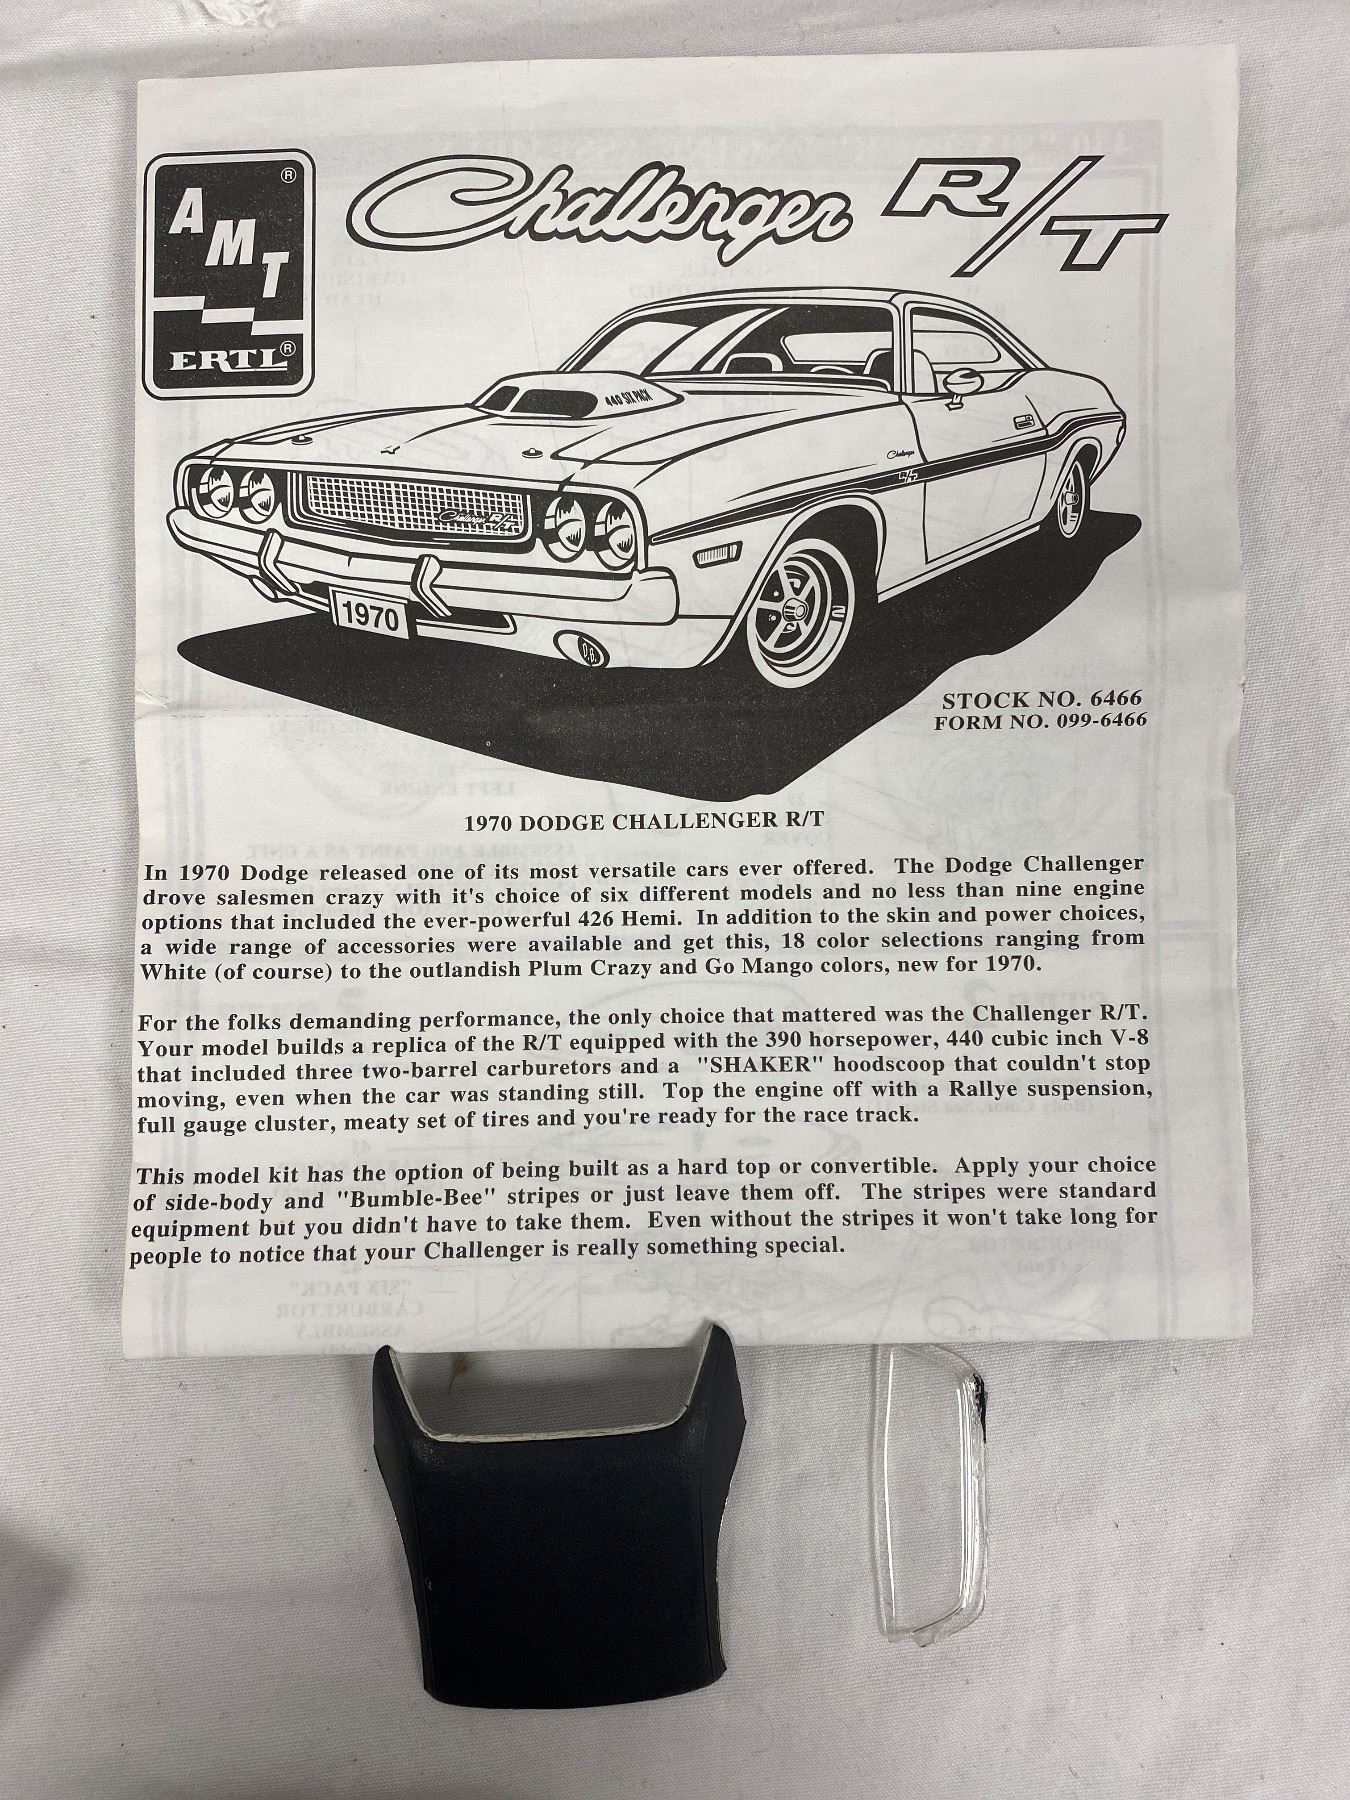 AMT®
ERTL®
Challenger R/T
440 SIX PACK
Challenger
R/T
Challenger R/T
1970
STOCK NO. 6466
FORM NO. 099-6466
1970 DODGE CHALLENGER R/T
In 1970 Dodge released one of its most versatile cars ever offered. The Dodge Challenger
drove salesmen crazy with it's choice of six different models and no less than nine engine
options that included the ever-powerful 426 Hemi. In addition to the skin and power choices,
a wide range of accessories were available and get this, 18 color selections ranging from
White (of course) to the outlandish Plum Crazy and Go Mango colors, new for 1970.
For the folks demanding performance, the only choice that mattered was the Challenger R/T.
Your model builds a replica of the R/T equipped with the 390 horsepower, 440 cubic inch V-8
that included three two-barrel carburetors and a "SHAKER" hoodscoop that couldn't stop
moving, even when the car was standing still. Top the engine off with a Rallye suspension,
full gauge cluster, meaty set of tires and you're ready for the race track.
This model kit has the option of being built as a hard top or convertible. Apply your choice
of side-body and "Bumble-Bee" stripes or just leave them off. The stripes were standard
equipment but you didn't have to take them. Even without the stripes it won't take long for
people to notice that your Challenger is really something special.